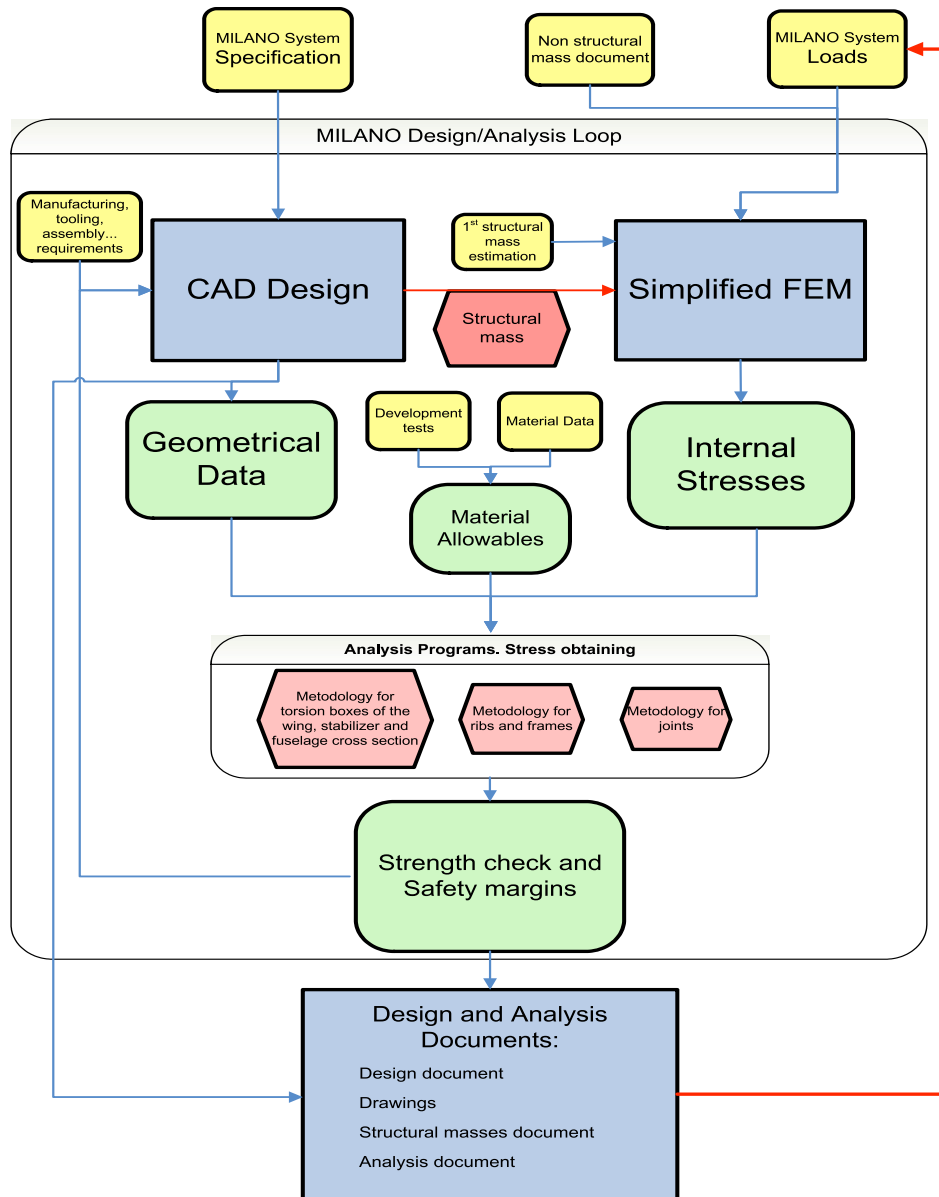 MILANO System
Specification
Non structural
mass document
MILANO System
Loads
MILANO Design/Analysis Loop
Manufacturing,
tooling,
assembly...
requirements
1st structural
mass
estimation
CAD Design
Simplified FEM
Structural
mass
Development
tests
Material Data
Geometrical
Data
Internal
Stresses
Material
Allowables
Analysis Programs. Stress obtaining
Metodology for
torsion boxes of the
wing, stabilizer and
fuselage cross section
Metodology for
ribs and frames
Metodology for
joints
Strength check and
Safety margins
Design and Analysis
Documents:
Design document
Drawings
Structural masses document
Analysis document